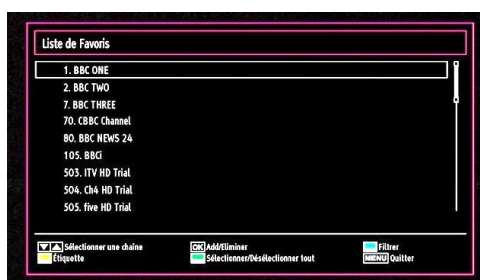 Liste de Favoris
1. BBC ONE
2. BBC TWO
7. BBC THREE
70. CBBC Channel
80. BBC NEWS 24
105. BBCi
503. ITV HD Trial
504. Ch4 HD Trial
505. five HD Trial
Sélectionner une chaîne OK Add/Eliminer Filtrer
Étiquette Sélectionner/Désélectionner tout MENU Quitter